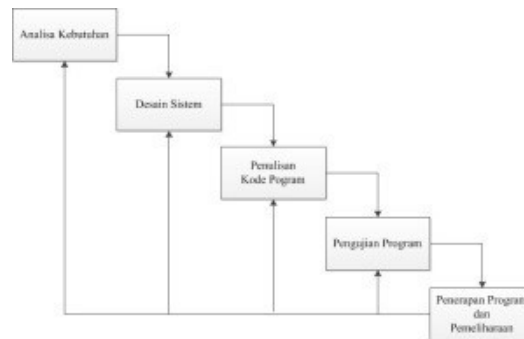 Analisa Kebutuhan
Desain Sistem
Penulisan
Kode Pogram
Pengujian Program
Penerapan Program
dan
Pemeliharaan